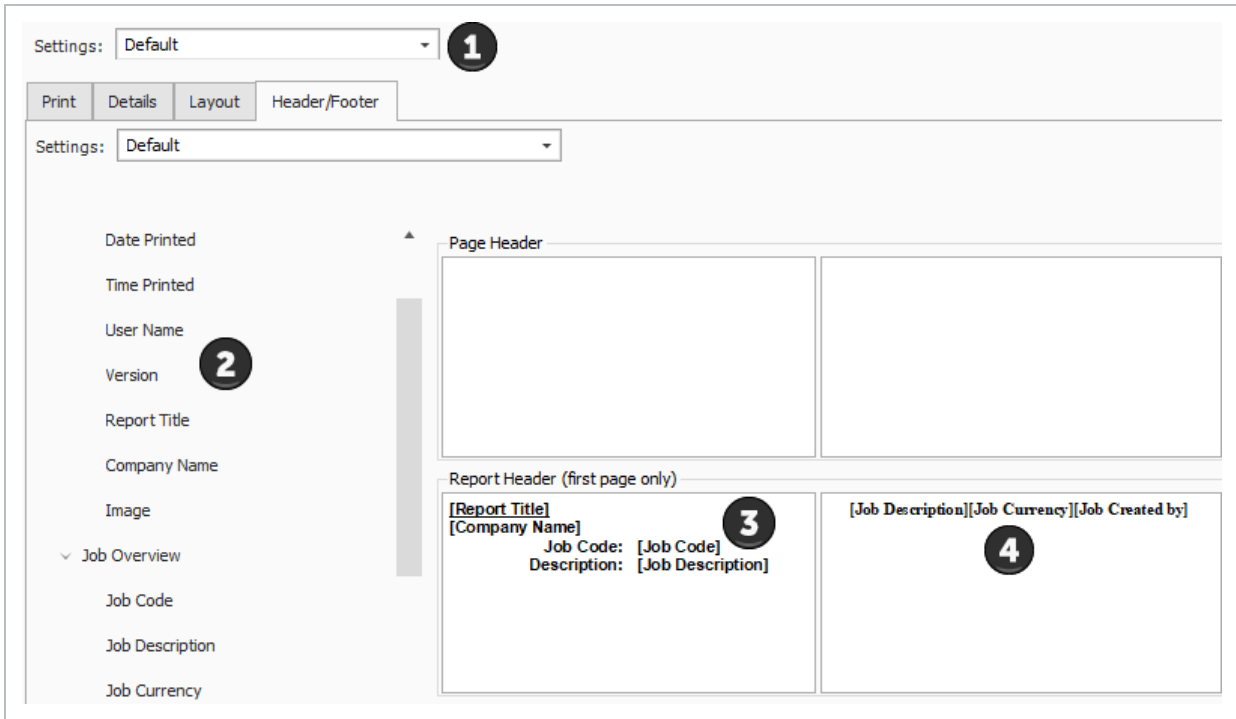 Settings: Default 1
Print Details Layout Header/Footer
Settings: Default
Date Printed
Time Printed
User Name
Version
2
Report Title
Company Name
Image
Job Overview
Job Code
Job Description
Job Currency
Page Header
Report Header (first page only)
[Report Title]
[Company Name]
Job Code: [Job Code]
Description: [Job Description]
3
[Job Description][Job Currency][Job Created by]
4